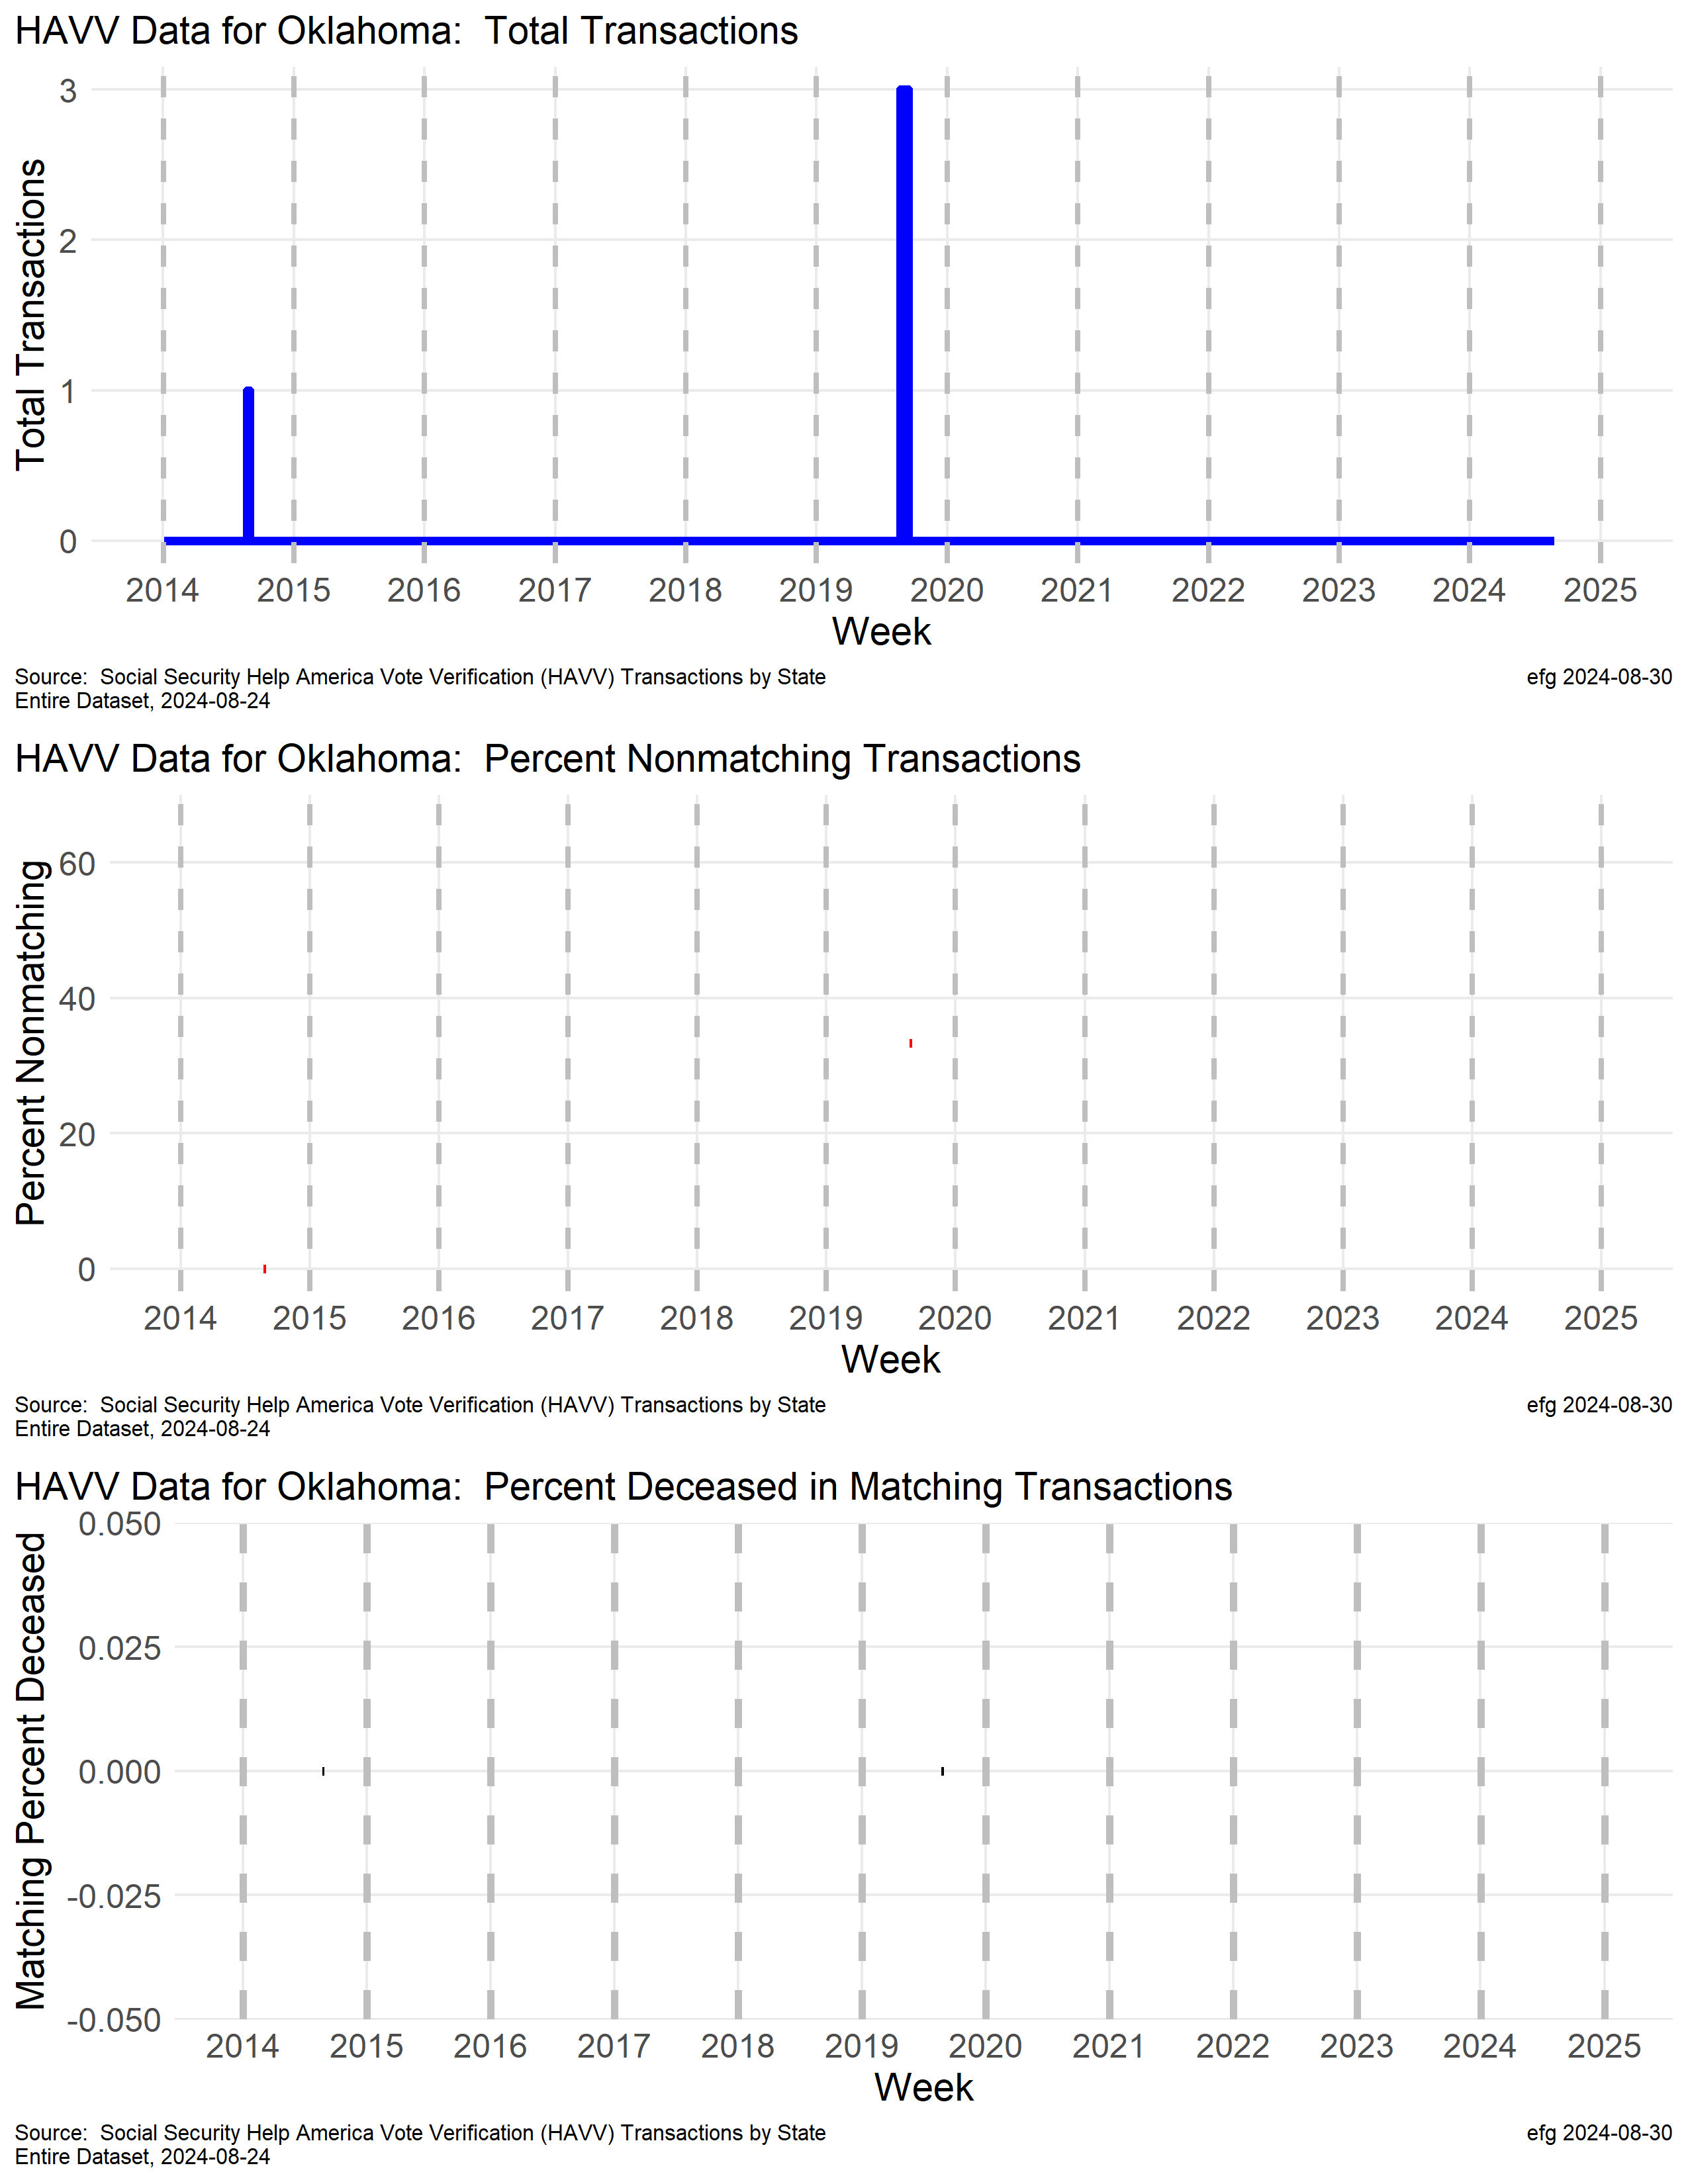 HAVV Data for Oklahoma:  Total Transactions
Total Transactions
3
2
1
0
2014 2015 2016 2017 2018 2019 2020 2021 2022 2023 2024 2025
Week
Source:  Social Security Help America Vote Verification (HAVV) Transactions by State efg 2024-08-30
Entire Dataset, 2024-08-24
HAVV Data for Oklahoma:  Percent Nonmatching Transactions
Percent Nonmatching
60
40
20
0
2014 2015 2016 2017 2018 2019 2020 2021 2022 2023 2024 2025
Week
Source:  Social Security Help America Vote Verification (HAVV) Transactions by State efg 2024-08-30
Entire Dataset, 2024-08-24
HAVV Data for Oklahoma:  Percent Deceased in Matching Transactions
Matching Percent Deceased
0.050
0.025
0.000
-0.025
-0.050
2014 2015 2016 2017 2018 2019 2020 2021 2022 2023 2024 2025
Week
Source:  Social Security Help America Vote Verification (HAVV) Transactions by State efg 2024-08-30
Entire Dataset, 2024-08-24